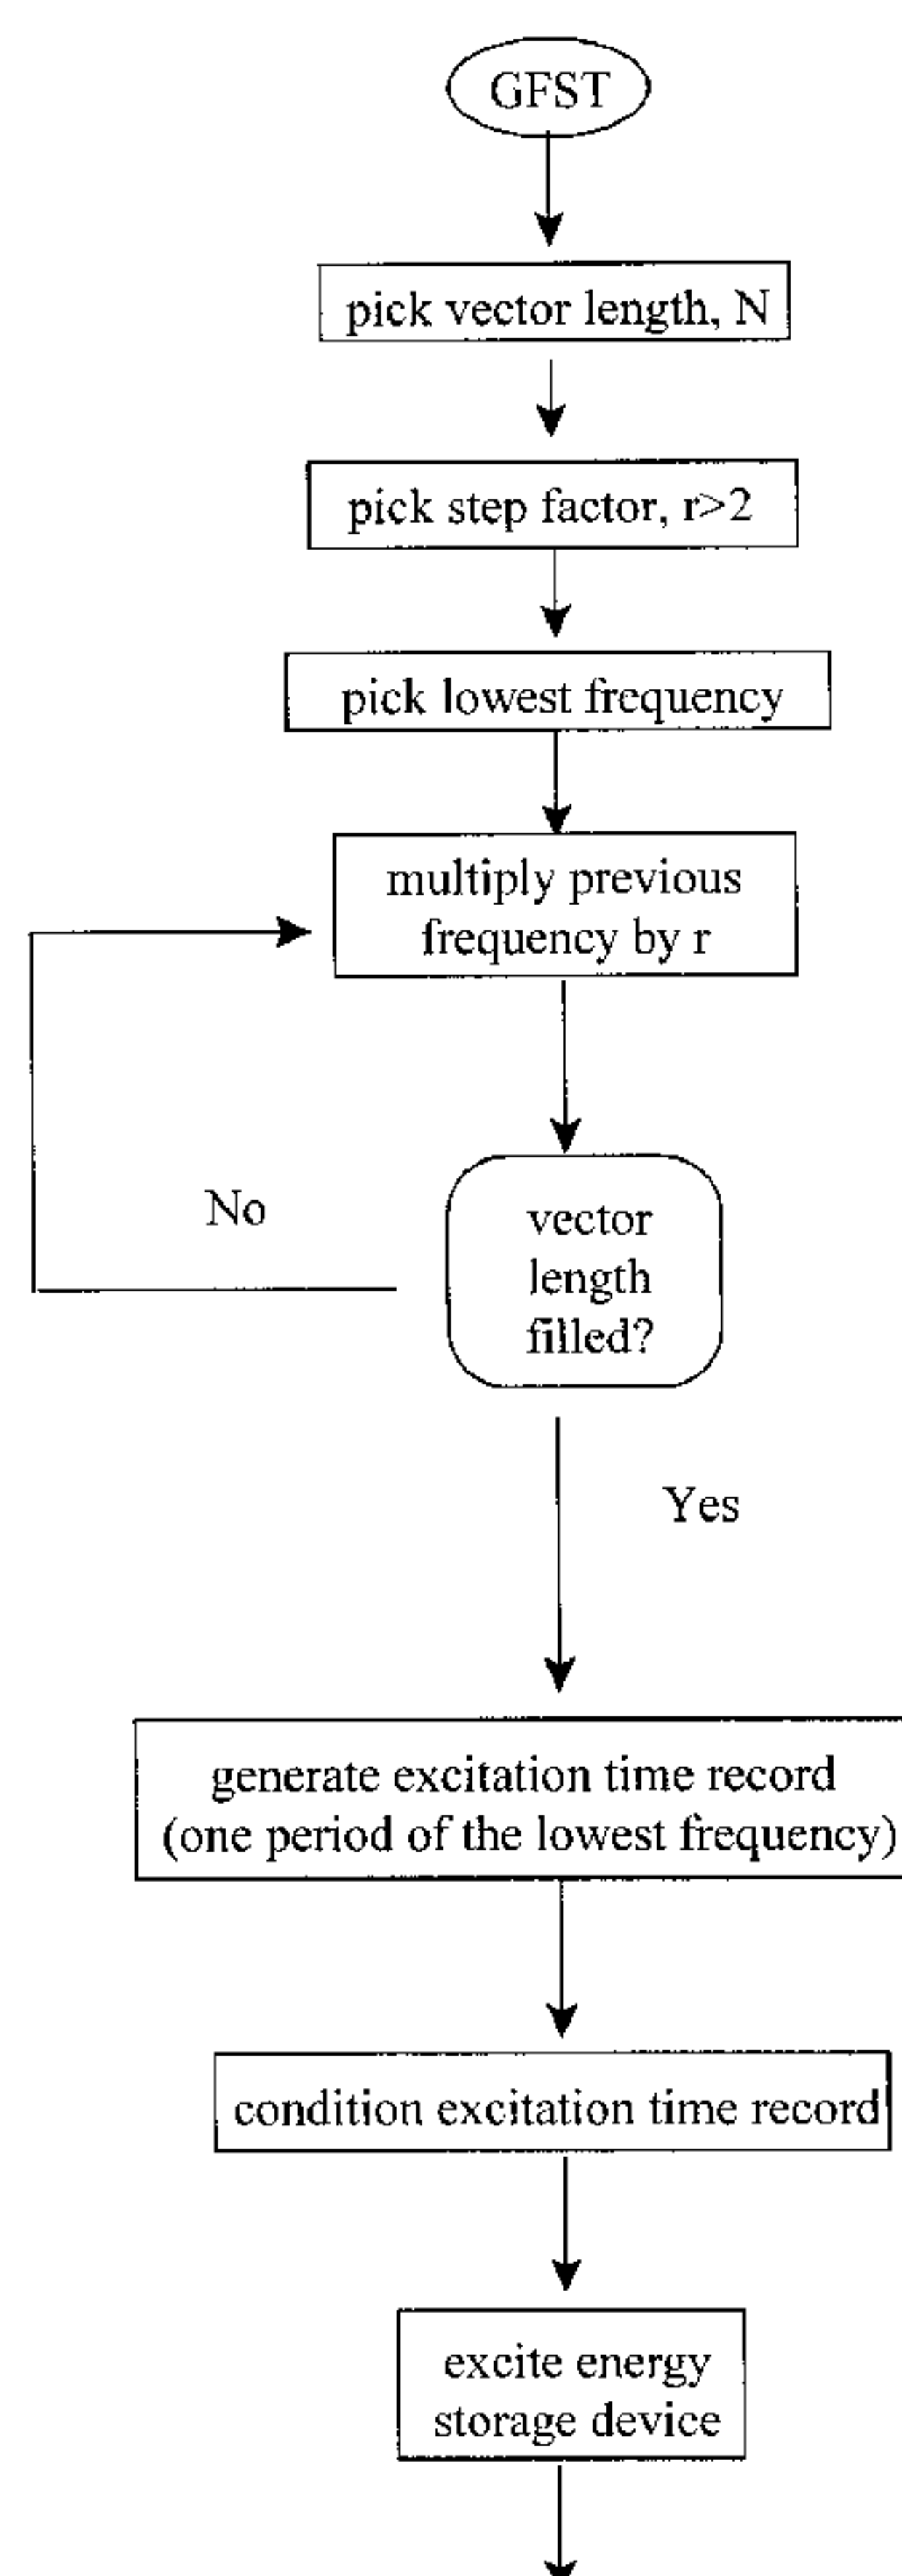 GFST
pick vector length, N
pick step factor, r>2
pick lowest frequency
multiply previous
frequency by r
vector
length
filled?
No
Yes
generate excitation time record
(one period of the lowest frequency)
condition excitation time record
excite energy
storage device